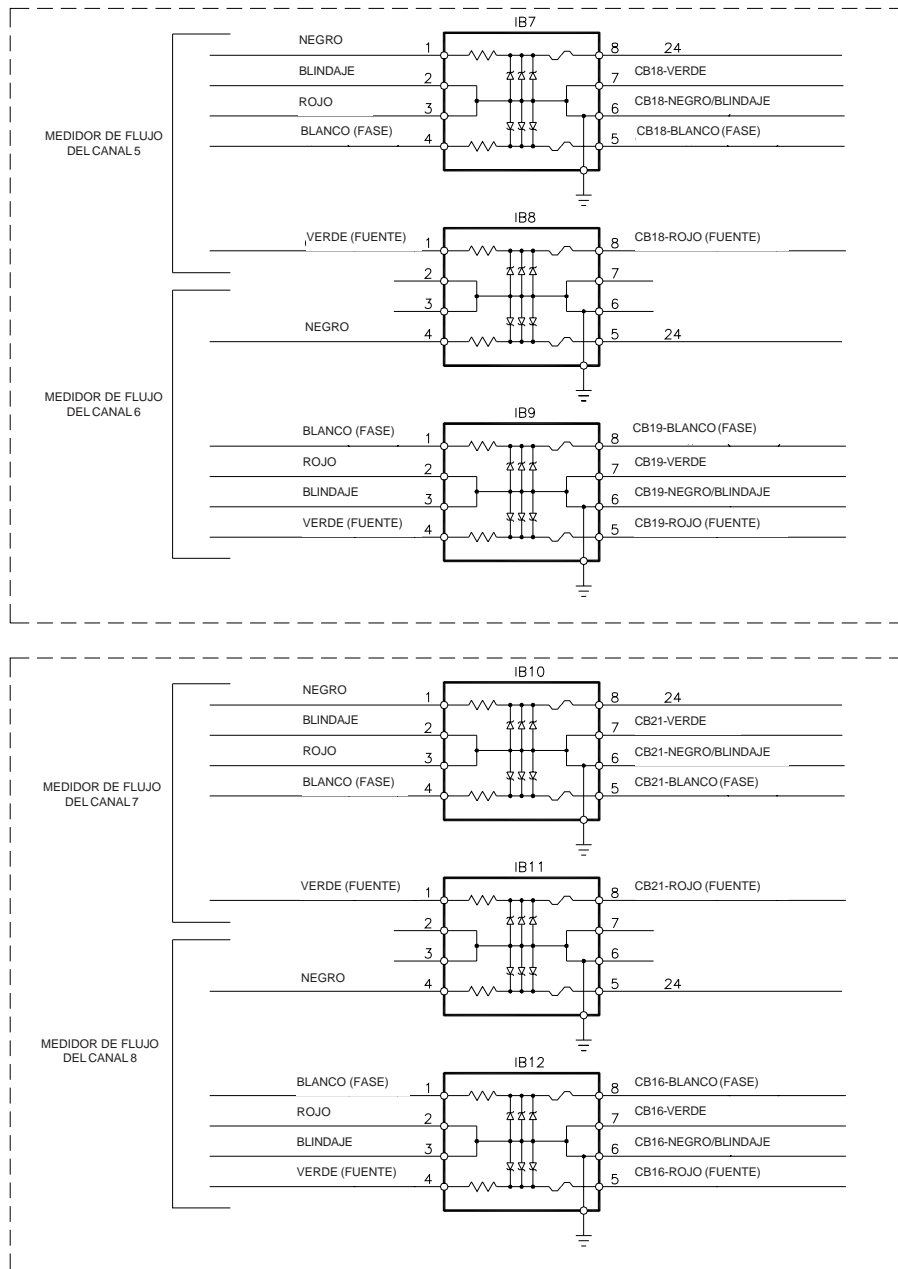 IB7
NEGRO 1 8 24
BLINDAJE 2 7 CB18-VERDE
ROJO 3 6 CB18-NEGRO/BLINDAJE
BLANCO (FASE) 4 5 CB18-BLANCO (FASE)
MEDIDOR DE FLUJO
DEL CANAL 5
IB8
VERDE (FUENTE) 1 8 CB18-ROJO (FUENTE)
2 7
3 6
NEGRO 4 5 24
MEDIDOR DE FLUJO
DEL CANAL 6
IB9
BLANCO (FASE) 1 8 CB19-BLANCO (FASE)
ROJO 2 7 CB19-VERDE
BLINDAJE 3 6 CB19-NEGRO/BLINDAJE
VERDE (FUENTE) 4 5 CB19-ROJO (FUENTE)
IB10
NEGRO 1 8 24
BLINDAJE 2 7 CB21-VERDE
ROJO 3 6 CB21-NEGRO/BLINDAJE
BLANCO (FASE) 4 5 CB21-BLANCO (FASE)
MEDIDOR DE FLUJO
DEL CANAL 7
IB11
VERDE (FUENTE) 1 8 CB21-ROJO (FUENTE)
2 7
3 6
NEGRO 4 5 24
MEDIDOR DE FLUJO
DEL CANAL 8
IB12
BLANCO (FASE) 1 8 CB16-BLANCO (FASE)
ROJO 2 7 CB16-VERDE
BLINDAJE 3 6 CB16-NEGRO/BLINDAJE
VERDE (FUENTE) 4 5 CB16-ROJO (FUENTE)